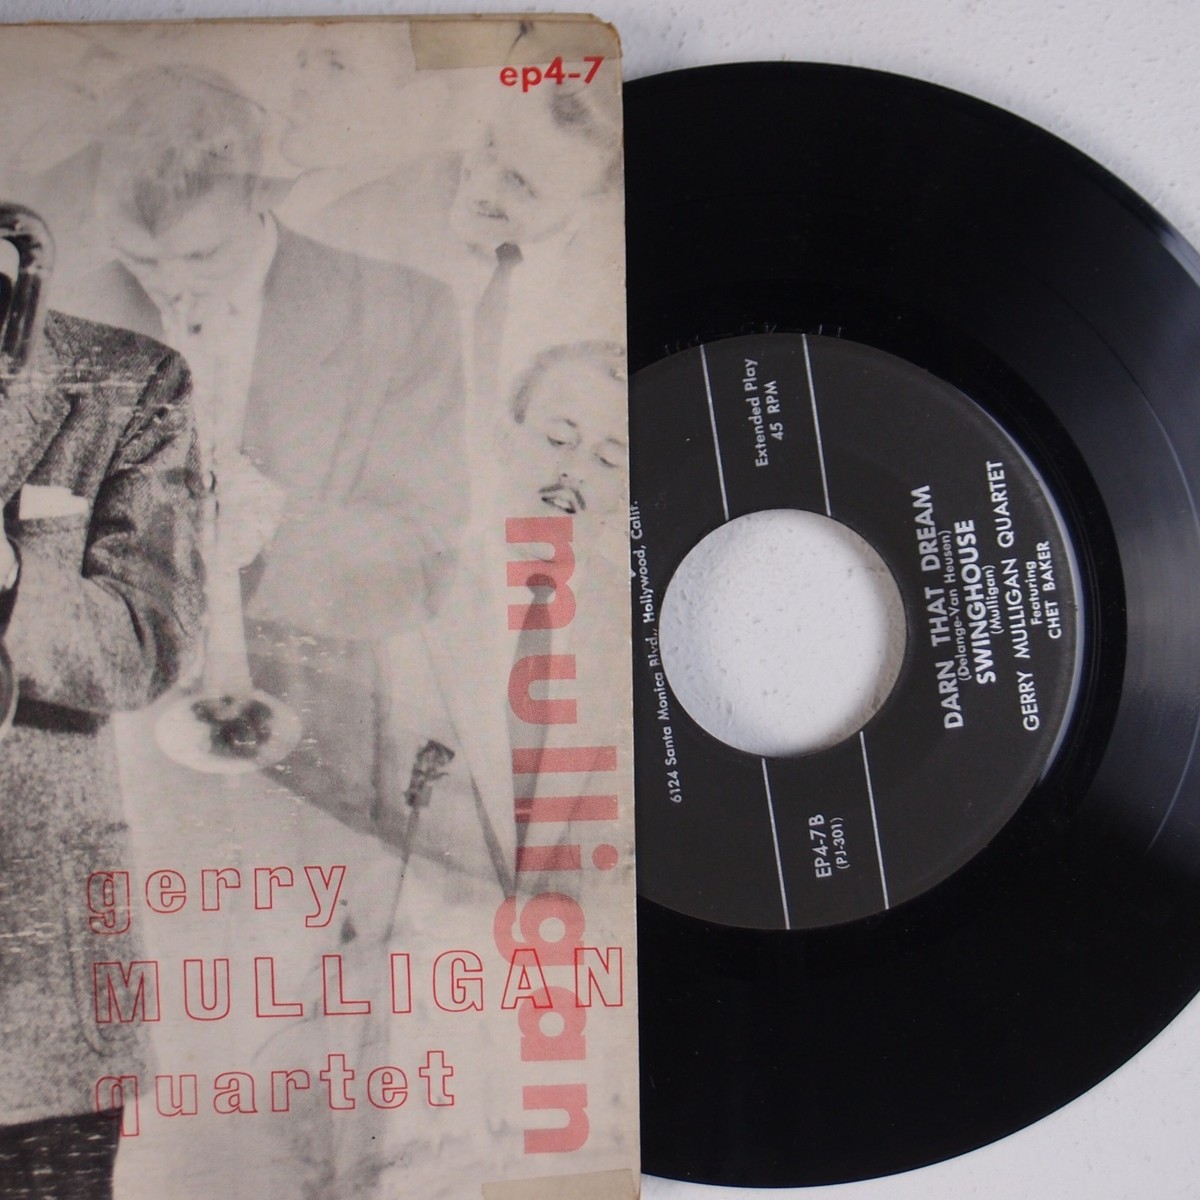 ep4-7
mulligan
gerry
MULLIGAN
quartet
Extended Play
45 RPM
DARN THAT DREAM
(Delange-Van Heusen)
SWINGHOUSE
(Mulligan)
GERRY MULLIGAN QUARTET
Featuring
CHET BAKER
EP4-7B
(PJ-301)
6124 Santa Monica Blvd., Hollywood, Calif.